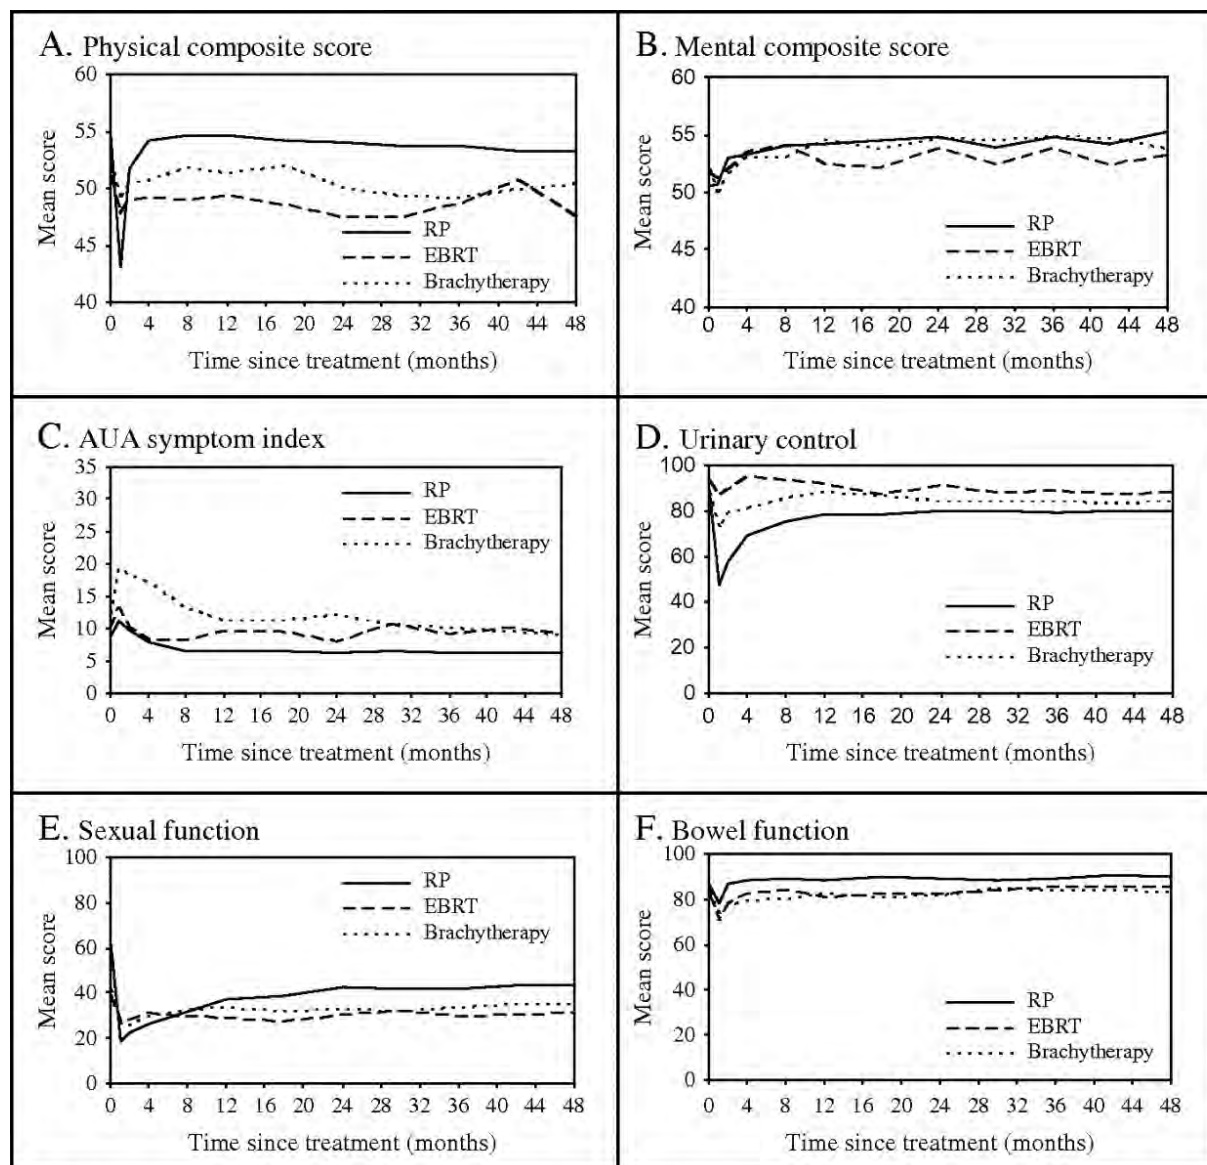 A. Physical composite score
60
55
50
45
40
Mean score
RP
EBRT
Brachytherapy
0 4 8 12 16 20 24 28 32 36 40 44 48
Time since treatment (months)
B. Mental composite score
60
55
50
45
40
Mean score
RP
EBRT
Brachytherapy
0 4 8 12 16 20 24 28 32 36 40 44 48
Time since treatment (months)
C. AUA symptom index
35
30
25
20
15
10
5
0
Mean score
RP
EBRT
Brachytherapy
0 4 8 12 16 20 24 28 32 36 40 44 48
Time since treatment (months)
D. Urinary control
100
80
60
40
20
0
Mean score
RP
EBRT
Brachytherapy
0 4 8 12 16 20 24 28 32 36 40 44 48
Time since treatment (months)
E. Sexual function
100
80
60
40
20
0
Mean score
RP
EBRT
Brachytherapy
0 4 8 12 16 20 24 28 32 36 40 44 48
Time since treatment (months)
F. Bowel function
100
80
60
40
20
0
Mean score
RP
EBRT
Brachytherapy
0 4 8 12 16 20 24 28 32 36 40 44 48
Time since treatment (months)